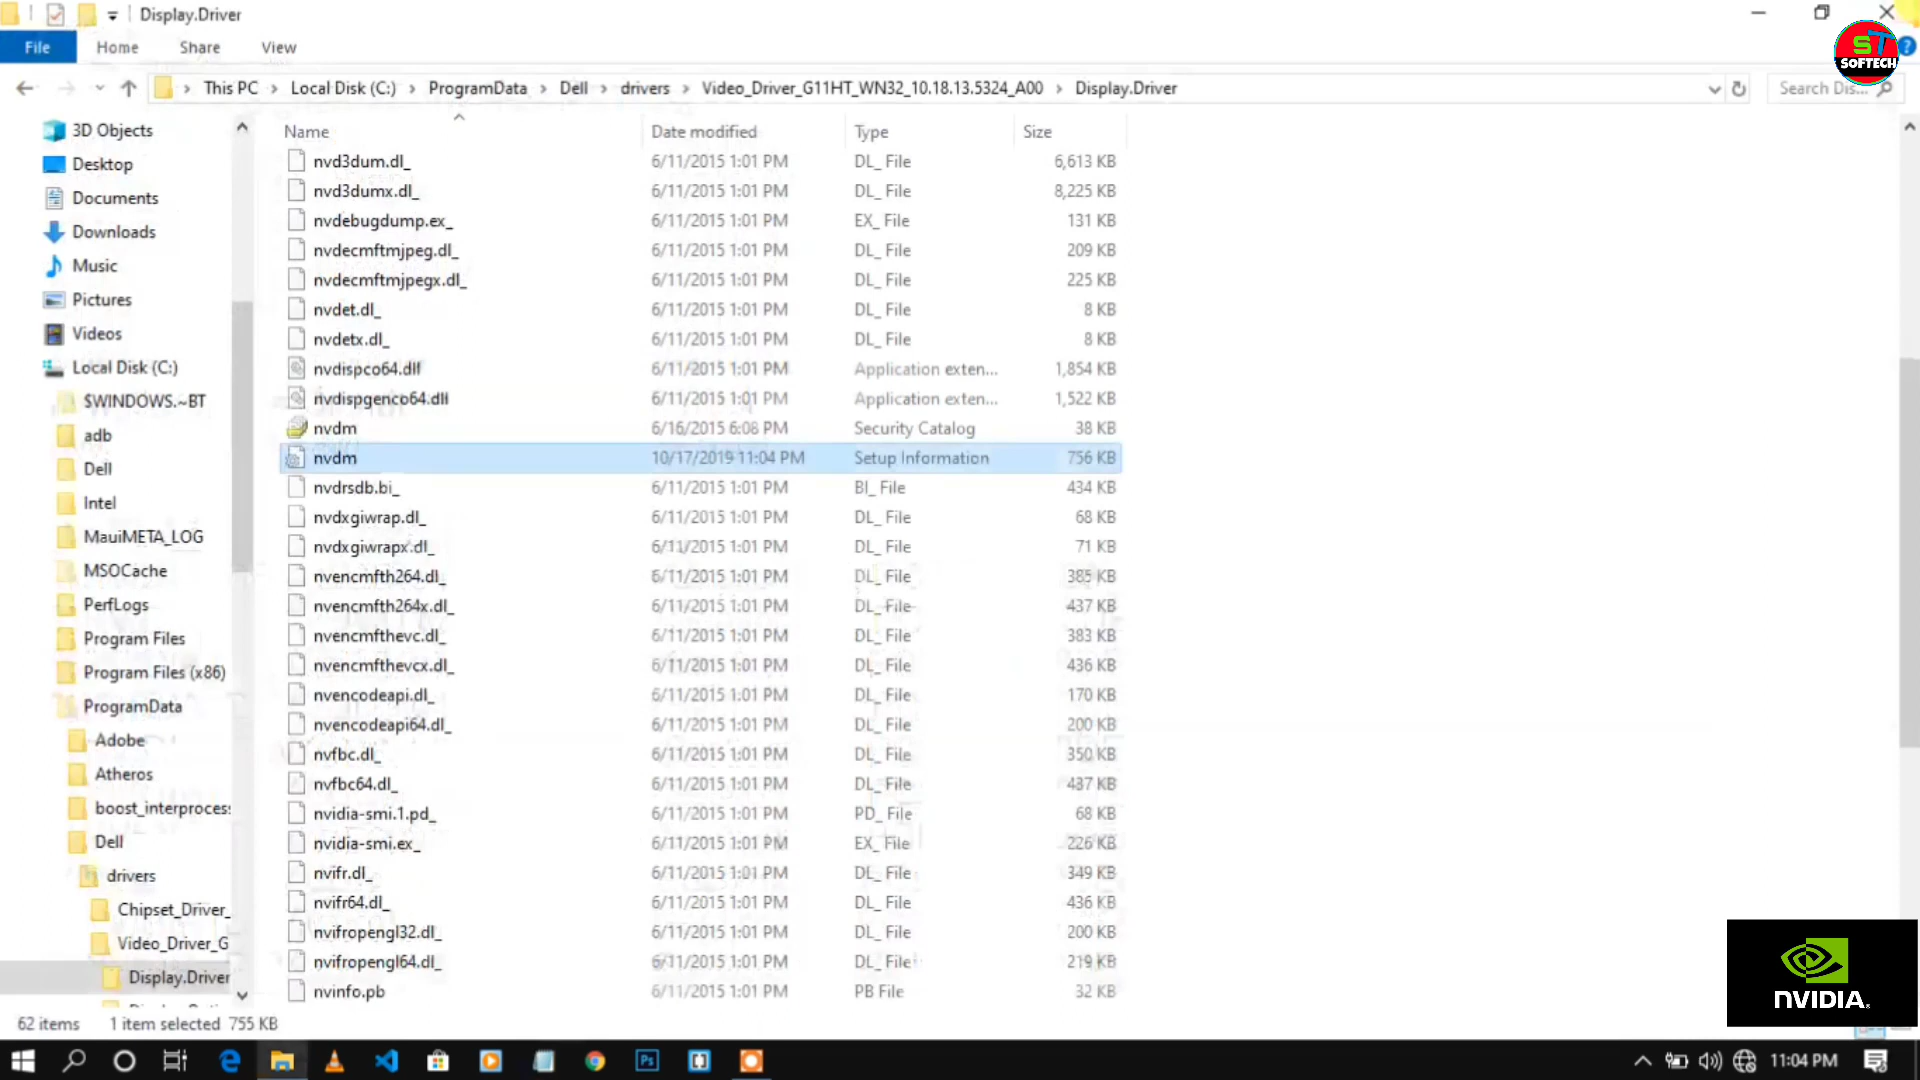 Display.Driver
ST
SOFTECH
File Home Share View
This PC Local Disk (C:) ProgramData Dell drivers Video_Driver_G11HT_WN32_10.18.13.5324_A00 Display.Driver
Search Dis...
Name Date modified Type Size
3D Objects
Desktop
Documents
Downloads
Music
Pictures
Videos
Local Disk (C:)
$WINDOWS.~BT
adb
Dell
Intel
MauiMETA_LOG
MSOCache
PerfLogs
Program Files
Program Files (x86)
ProgramData
Adobe
Atheros
boost_interprocess
Dell
drivers
Chipset_Driver_
Video_Driver_G
Display.Driver
nvd3dum.dl_ 6/11/2015 1:01 PM DL_ File 6,613 KB
nvd3dumx.dl_ 6/11/2015 1:01 PM DL_ File 8,225 KB
nvdebugdump.ex_ 6/11/2015 1:01 PM EX_ File 131 KB
nvdecmftmjpeg.dl_ 6/11/2015 1:01 PM DL_ File 209 KB
nvdecmftmjpegx.dl_ 6/11/2015 1:01 PM DL_ File 225 KB
nvdet.dl_ 6/11/2015 1:01 PM DL_ File 8 KB
nvdetx.dl_ 6/11/2015 1:01 PM DL_ File 8 KB
nvdispco64.dll 6/11/2015 1:01 PM Application exten... 1,854 KB
nvdispgenco64.dll 6/11/2015 1:01 PM Application exten... 1,522 KB
nvdm 6/16/2015 6:08 PM Security Catalog 38 KB
nvdm 10/17/2019 11:04 PM Setup Information 756 KB
nvdrsdb.bi_ 6/11/2015 1:01 PM BI_ File 434 KB
nvdxgiwrap.dl_ 6/11/2015 1:01 PM DL_ File 68 KB
nvdxgiwrapx.dl_ 6/11/2015 1:01 PM DL_ File 71 KB
nvencmfth264.dl_ 6/11/2015 1:01 PM DL_ File 385 KB
nvencmfth264x.dl_ 6/11/2015 1:01 PM DL_ File 437 KB
nvencmfthevc.dl_ 6/11/2015 1:01 PM DL_ File 383 KB
nvencmfthevcx.dl_ 6/11/2015 1:01 PM DL_ File 436 KB
nvencodeapi.dl_ 6/11/2015 1:01 PM DL_ File 170 KB
nvencodeapi64.dl_ 6/11/2015 1:01 PM DL_ File 200 KB
nvfbc.dl_ 6/11/2015 1:01 PM DL_ File 350 KB
nvfbc64.dl_ 6/11/2015 1:01 PM DL_ File 437 KB
nvidia-smi.1.pd_ 6/11/2015 1:01 PM PD_ File 68 KB
nvidia-smi.ex_ 6/11/2015 1:01 PM EX_ File 226 KB
nvifr.dl_ 6/11/2015 1:01 PM DL_ File 349 KB
nvifr64.dl_ 6/11/2015 1:01 PM DL_ File 436 KB
nvifropengl32.dl_ 6/11/2015 1:01 PM DL_ File 200 KB
nvifropengl64.dl_ 6/11/2015 1:01 PM DL_ File 219 KB
nvinfo.pb 6/11/2015 1:01 PM PB File 32 KB
NVIDIA.
62 items 1 item selected 755 KB
Ps
11:04 PM